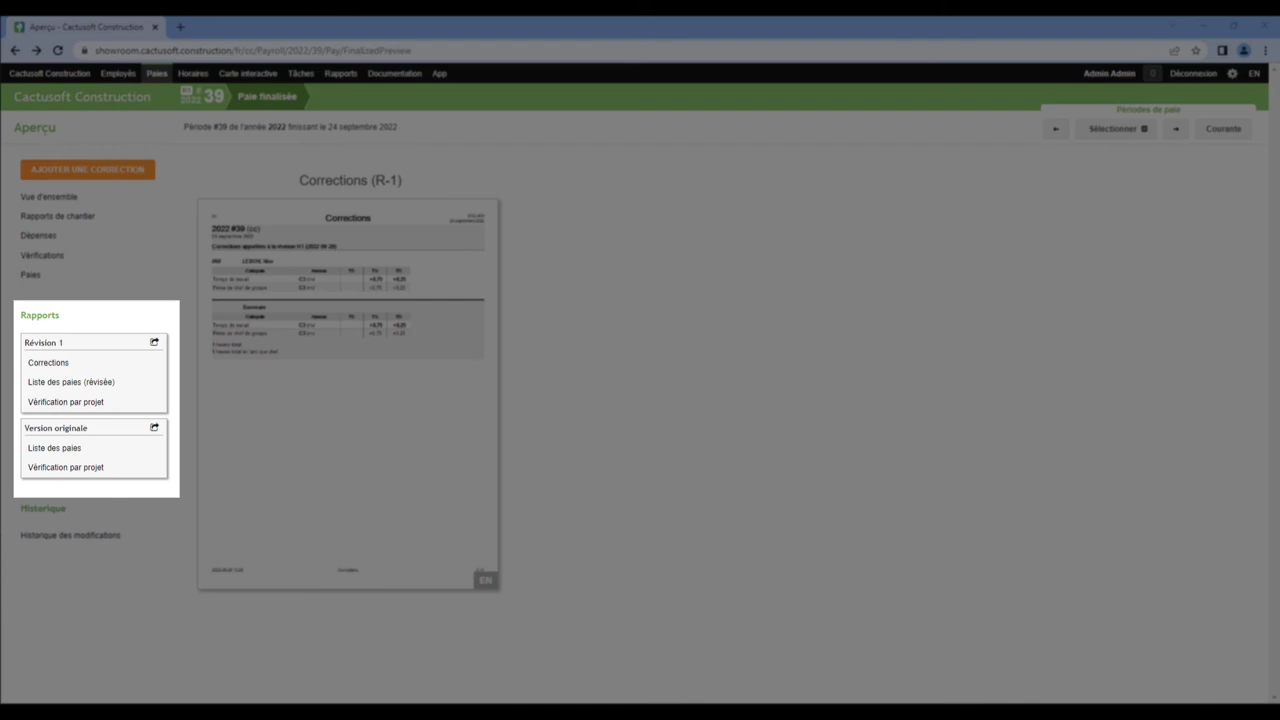 Aperçu - Cactusoft Construction
showroom.cactusoft.construction/fr/cc/Payroll/2022/39/Pay/FinalizedPreview
Cactusoft Construction Employés Paies Horaires Carte interactive Tâches Rapports Documentation App Admin Admin 0 Déconnexion EN
Cactusoft Construction 2022 # 39 Paie finalisée
Périodes de paie
Aperçu Période #39 de l'année 2022 finissant le 24 septembre 2022 ← Sélectionner → Courante
AJOUTER UNE CORRECTION
Corrections (R-1)
Vue d'ensemble
Rapports de chantier
Dépenses
Vérifications
Paies
Rapports
Révision 1
Corrections
Liste des paies (révisée)
Vérification par projet
Version originale
Liste des paies
Vérification par projet
Historique
Historique des modifications
Corrections
2022 #39 (cc)
EN